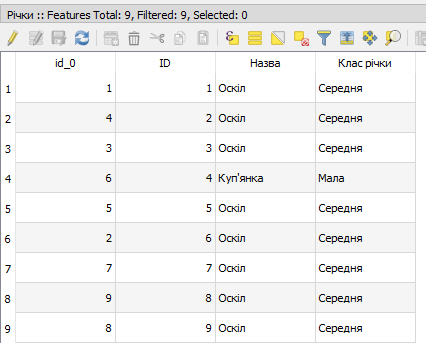 Річки :: Features Total: 9, Filtered: 9, Selected: 0
id_0 ID Назва Клас річки
1 1 1 Оскіл Середня
2 4 2 Оскіл Середня
3 3 3 Оскіл Середня
4 6 4 Куп'янка Мала
5 5 5 Оскіл Середня
6 2 6 Оскіл Середня
7 7 7 Оскіл Середня
8 9 8 Оскіл Середня
9 8 9 Оскіл Середня